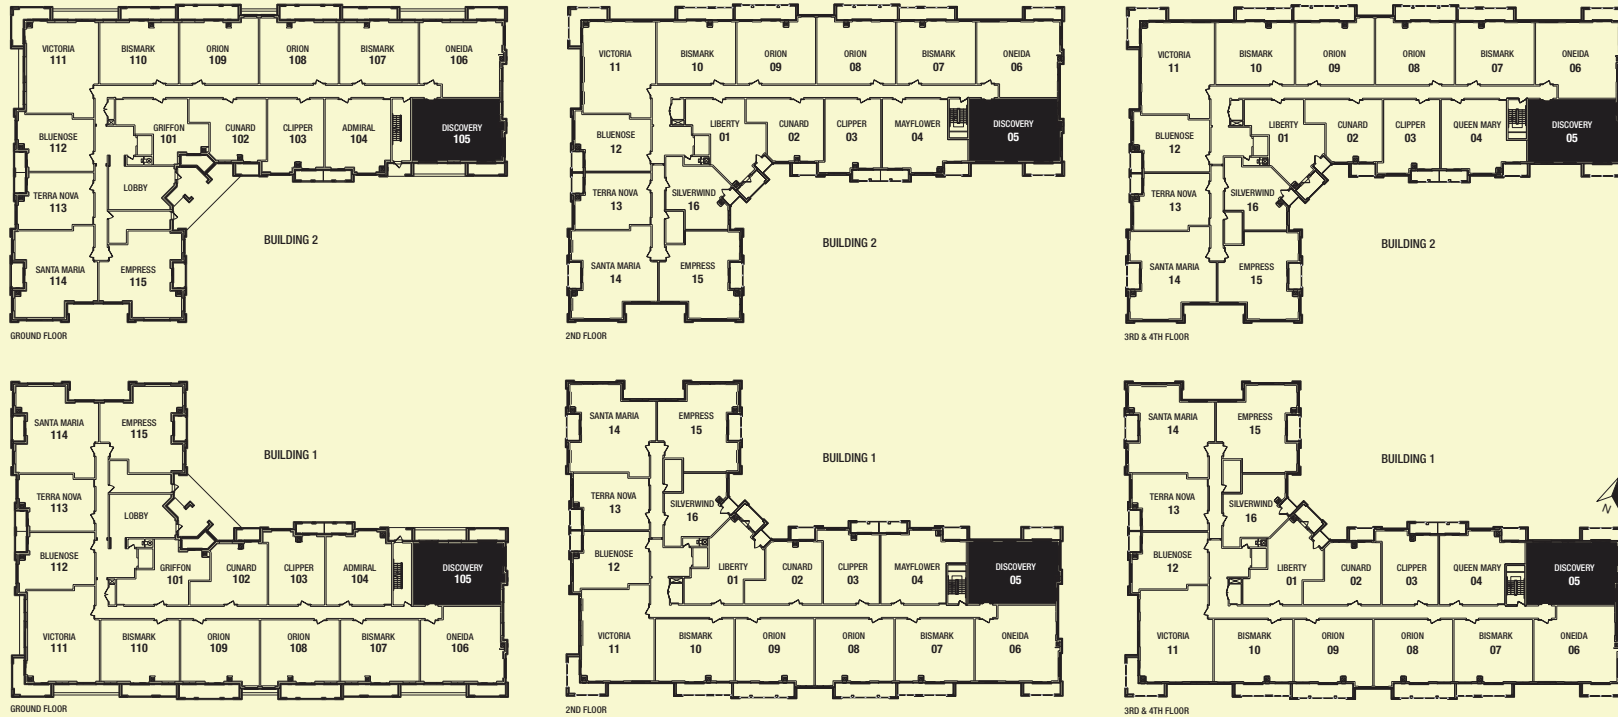 VICTORIA
111
BISMARK
110
ORION
109
ORION
108
BISMARK
107
ONEIDA
106
BLUENOSE
112
GRIFFON
101
CUNARD
102
CLIPPER
103
ADMIRAL
104
DISCOVERY
105
TERRA NOVA
113
LOBBY
SANTA MARIA
114
EMPRESS
115
BUILDING 2
GROUND FLOOR
VICTORIA
11
BISMARK
10
ORION
09
ORION
08
BISMARK
07
ONEIDA
06
BLUENOSE
12
LIBERTY
01
CUNARD
02
CLIPPER
03
MAYFLOWER
04
DISCOVERY
05
TERRA NOVA
13
SILVERWIND
16
SANTA MARIA
14
EMPRESS
15
BUILDING 2
2ND FLOOR
VICTORIA
11
BISMARK
10
ORION
09
ORION
08
BISMARK
07
ONEIDA
06
BLUENOSE
12
LIBERTY
01
CUNARD
02
CLIPPER
03
QUEEN MARY
04
DISCOVERY
05
TERRA NOVA
13
SILVERWIND
16
SANTA MARIA
14
EMPRESS
15
BUILDING 2
3RD & 4TH FLOOR
SANTA MARIA
114
EMPRESS
115
BUILDING 1
TERRA NOVA
113
LOBBY
BLUENOSE
112
GRIFFON
101
CUNARD
102
CLIPPER
103
ADMIRAL
104
DISCOVERY
105
VICTORIA
111
BISMARK
110
ORION
109
ORION
108
BISMARK
107
ONEIDA
106
GROUND FLOOR
SANTA MARIA
14
EMPRESS
15
BUILDING 1
TERRA NOVA
13
SILVERWIND
16
BLUENOSE
12
LIBERTY
01
CUNARD
02
CLIPPER
03
MAYFLOWER
04
DISCOVERY
05
VICTORIA
11
BISMARK
10
ORION
09
ORION
08
BISMARK
07
ONEIDA
06
2ND FLOOR
SANTA MARIA
14
EMPRESS
15
BUILDING 1
TERRA NOVA
13
SILVERWIND
16
N
BLUENOSE
12
LIBERTY
01
CUNARD
02
CLIPPER
03
QUEEN MARY
04
DISCOVERY
05
VICTORIA
11
BISMARK
10
ORION
09
ORION
08
BISMARK
07
ONEIDA
06
3RD & 4TH FLOOR